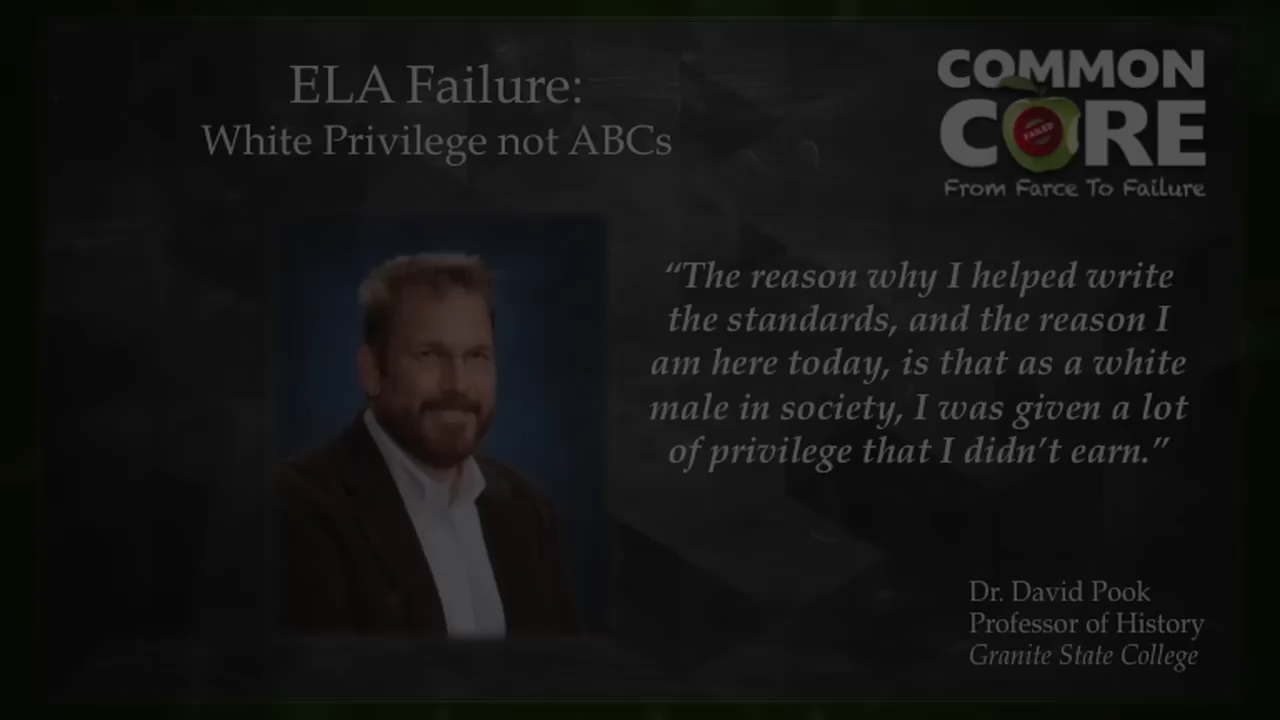 ELA Failure:
White Privilege not ABCs
COMMON
CORE
FAILED
From Farce To Failure
“The reason why I helped write
the standards, and the reason I
am here today, is that as a white
male in society, I was given a lot
of privilege that I didn’t earn.”
Dr. David Pook
Professor of History
Granite State College